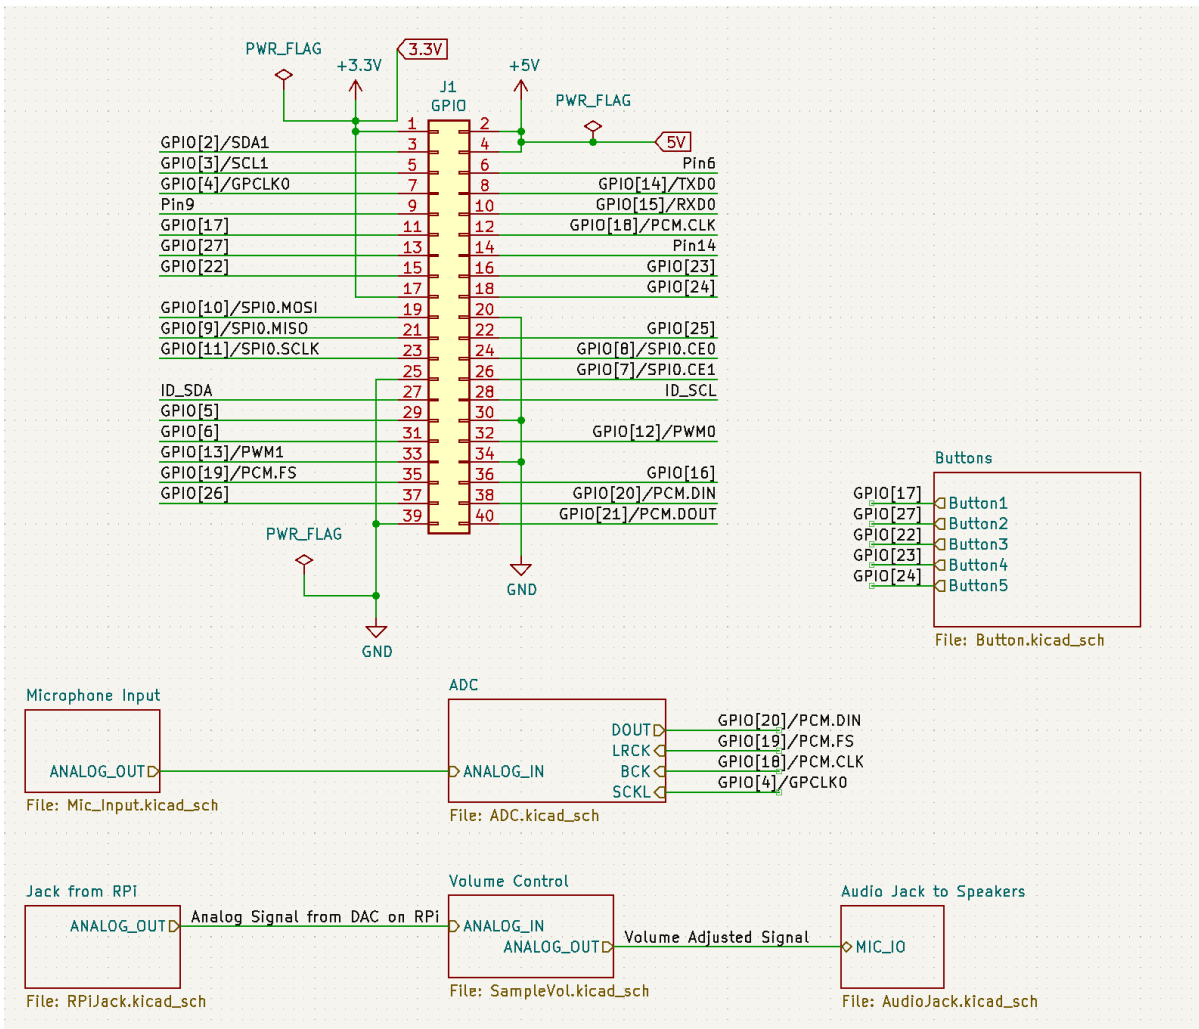 PWR_FLAG
3.3V
+3.3V
+5V
J1
GPIO
PWR_FLAG
1 2
GPIO[2]/SDA1 3 4 5V
GPIO[3]/SCL1 5 6 Pin6
GPIO[4]/GPCLK0 7 8 GPIO[14]/TXD0
Pin9 9 10 GPIO[15]/RXD0
GPIO[17] 11 12 GPIO[18]/PCM.CLK
GPIO[27] 13 14 Pin14
GPIO[22] 15 16 GPIO[23]
17 18 GPIO[24]
GPIO[10]/SPI0.MOSI 19 20
GPIO[9]/SPI0.MISO 21 22 GPIO[25]
GPIO[11]/SPI0.SCLK 23 24 GPIO[8]/SPI0.CE0
25 26 GPIO[7]/SPI0.CE1
ID_SDA 27 28 ID_SCL
GPIO[5] 29 30
GPIO[6] 31 32 GPIO[12]/PWM0
GPIO[13]/PWM1 33 34
GPIO[19]/PCM.FS 35 36 GPIO[16]
GPIO[26] 37 38 GPIO[20]/PCM.DIN
39 40 GPIO[21]/PCM.DOUT
PWR_FLAG
GND
GND
Buttons
GPIO[17] Button1
GPIO[27] Button2
GPIO[22] Button3
GPIO[23] Button4
GPIO[24] Button5
File: Button.kicad_sch
Microphone Input
ANALOG_OUT
File: Mic_Input.kicad_sch
ADC
DOUT GPIO[20]/PCM.DIN
LRCK GPIO[19]/PCM.FS
ANALOG_IN BCK GPIO[18]/PCM.CLK
SCKL GPIO[4]/GPCLK0
File: ADC.kicad_sch
Jack from RPi
ANALOG_OUT
File: RPiJack.kicad_sch
Analog Signal from DAC on RPi
Volume Control
ANALOG_IN
ANALOG_OUT
File: SampleVol.kicad_sch
Volume Adjusted Signal
Audio Jack to Speakers
MIC_IO
File: AudioJack.kicad_sch